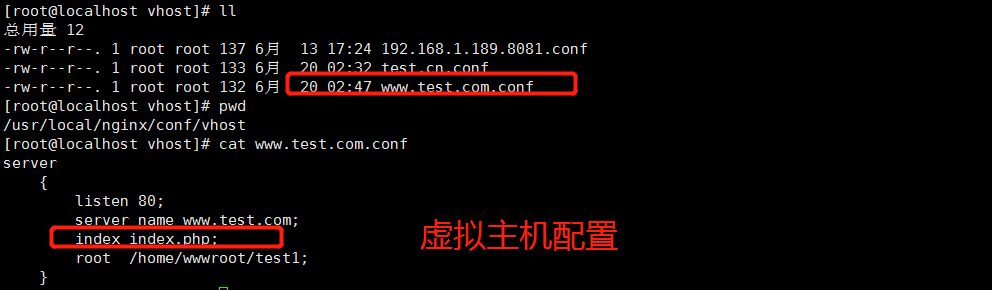 [root@localhost vhost]# ll
总用量 12
-rw-r--r--. 1 root root 137 6月  13 17:24 192.168.1.189.8081.conf
-rw-r--r--. 1 root root 133 6月  20 02:32 test.cn.conf
-rw-r--r--. 1 root root 132 6月  20 02:47 www.test.com.conf
[root@localhost vhost]# pwd
/usr/local/nginx/conf/vhost
[root@localhost vhost]# cat www.test.com.conf
server
    {
        listen 80;
        server_name www.test.com;
        index index.php;
虚拟主机配置
        root  /home/wwwroot/test1;
    }